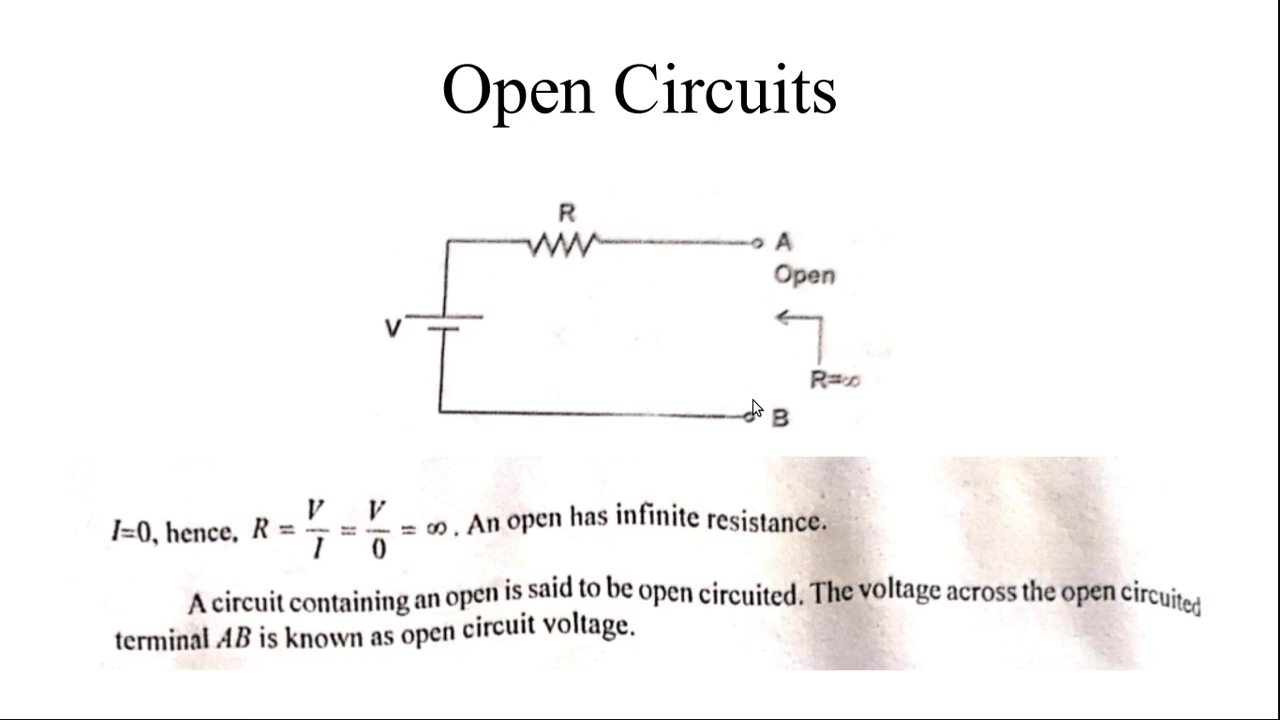 Open Circuits
R
A
Open
V
R=∞
B
I=0, hence, R = V/I = V/0 = ∞. An open has infinite resistance.
A circuit containing an open is said to be open circuited. The voltage across the open circuited
terminal AB is known as open circuit voltage.